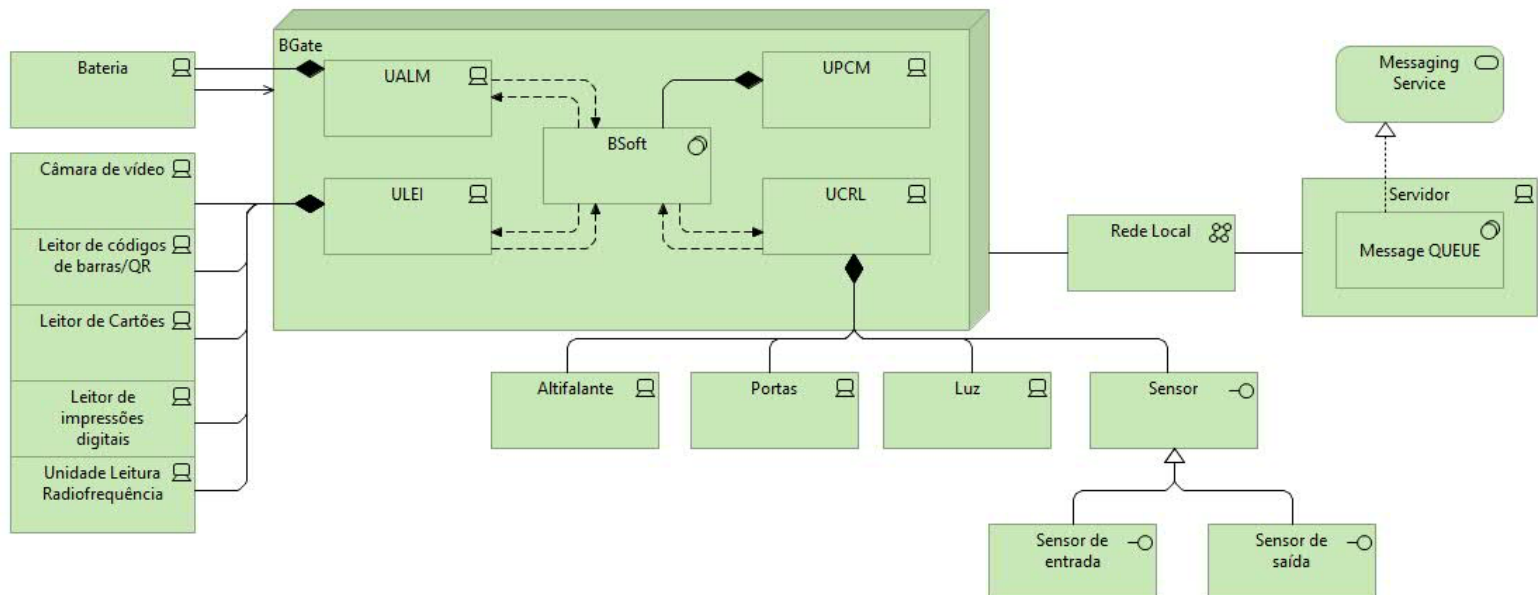 BGate
Bateria
UALM
UPCM
Messaging
Service
BSoft
Câmara de vídeo
ULEI
UCRL
Servidor
Rede Local
Message QUEUE
Leitor de códigos
de barras/QR
Leitor de Cartões
Leitor de
impressões
digitais
Unidade Leitura
Radiofrequência
Altifalante
Portas
Luz
Sensor
Sensor de
entrada
Sensor de
saída